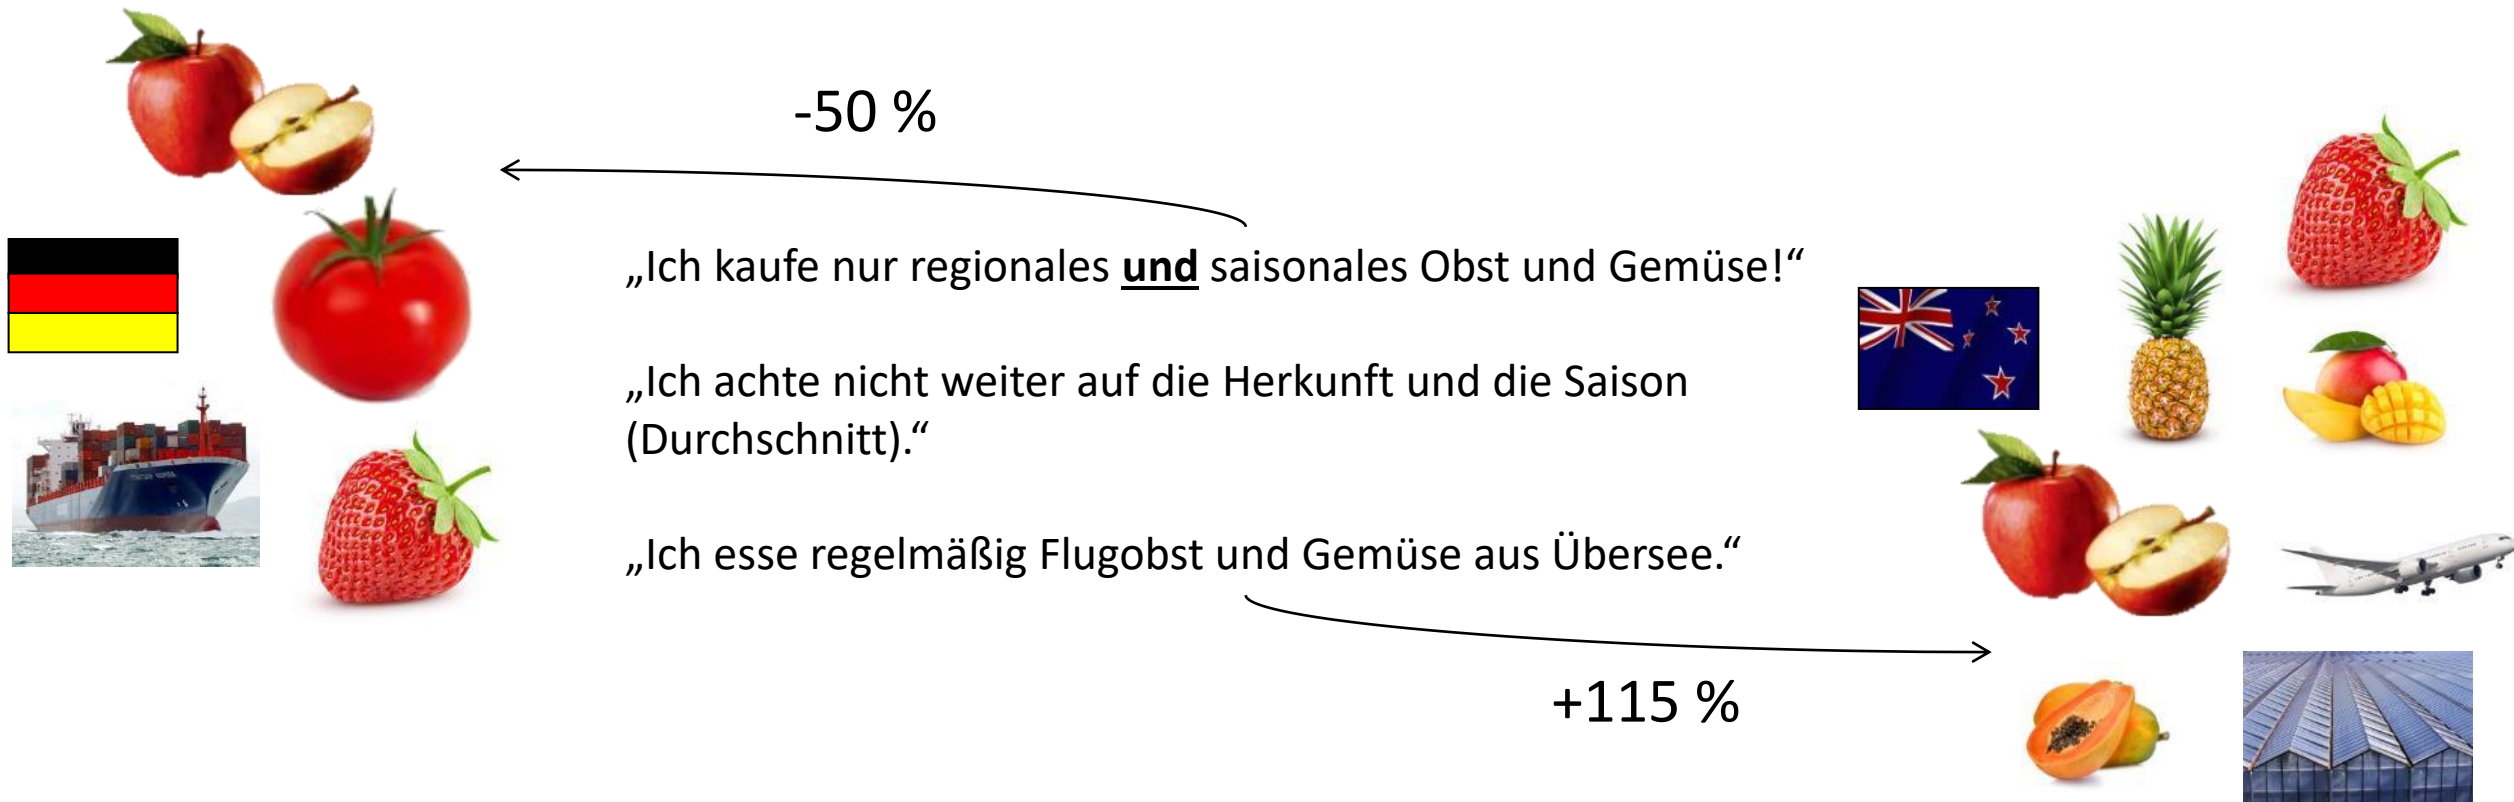 -50 %
„Ich kaufe nur regionales und saisonales Obst und Gemüse!“
„Ich achte nicht weiter auf die Herkunft und die Saison
(Durchschnitt).“
„Ich esse regelmäßig Flugobst und Gemüse aus Übersee.“
+115 %